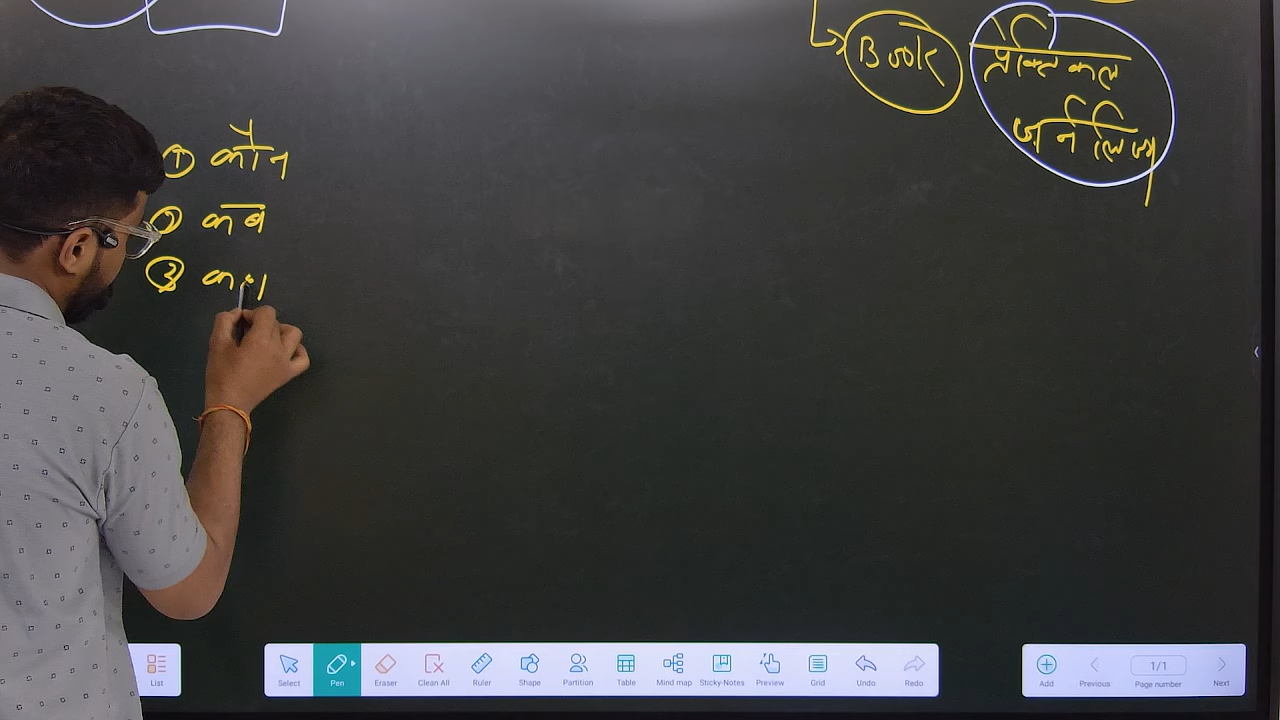 Book
प्रैक्टिकल
जर्नलिज्म
① कौन
② कब
③
List
Select
Pen
Eraser
Clean All
Ruler
Shape
Partition
Table
Mind map
Sticky-Notes
Preview
Grid
Undo
Redo
Add
Previous
1/1
Page number
Next